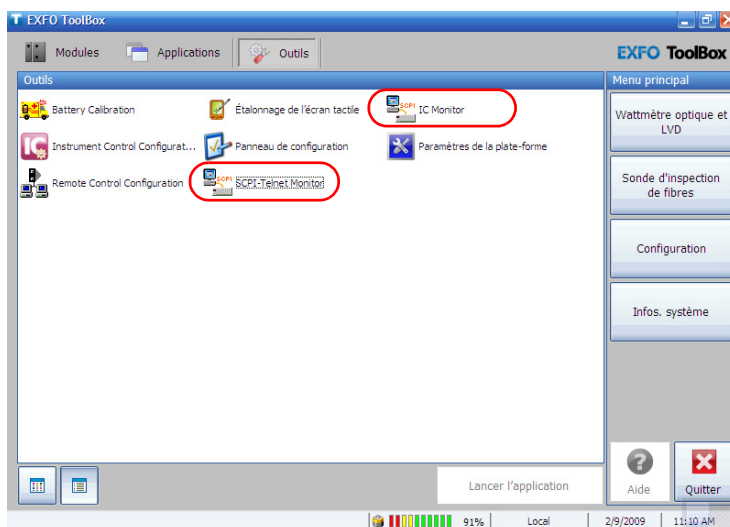 EXFO ToolBox
Modules
Applications
Outils
EXFO ToolBox
Outils
Menu principal
Battery Calibration
Étalonnage de l'écran tactile
SCPI
IC Monitor
Wattmètre optique et
LVD
IC
Instrument Control Configurat...
Panneau de configuration
Paramètres de la plate-forme
Sonde d'inspection
de fibres
Remote Control Configuration
SCPI
SCPI-Telnet Monitor
Configuration
Infos. système
Lancer l'application
Aide
Quitter
91%
Local
2/9/2009
11:10 AM